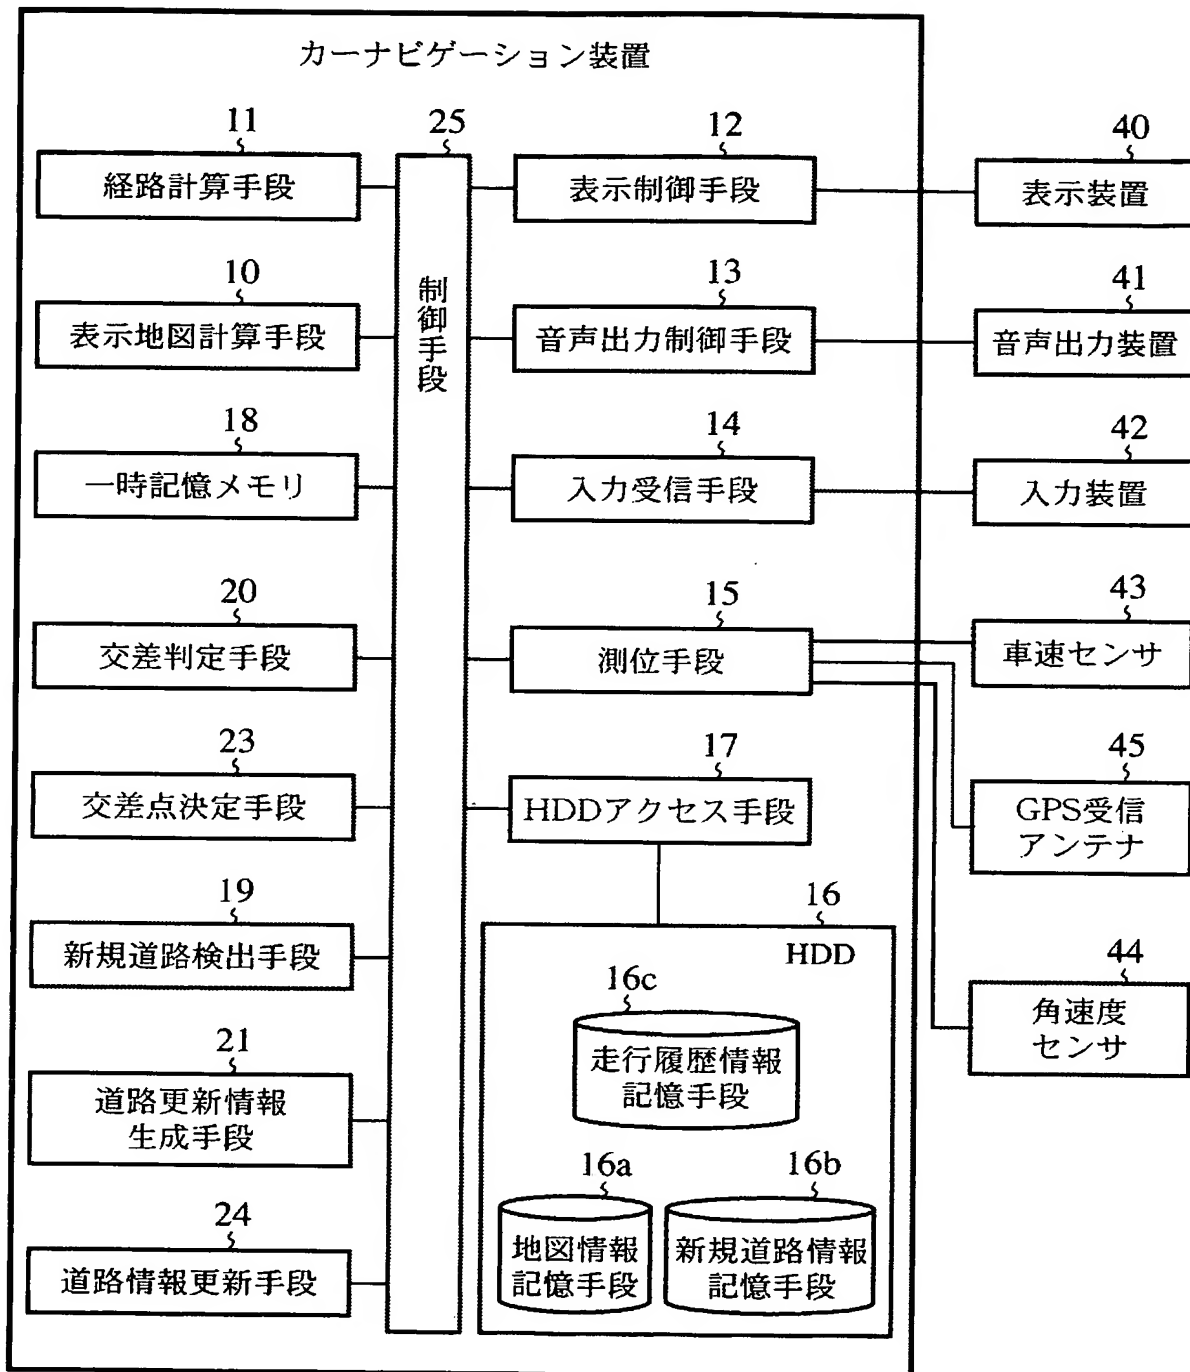 カーナビゲーション装置
11
経路計算手段
25
制御手段
12
表示制御手段
40
表示装置
10
表示地図計算手段
13
音声出力制御手段
41
音声出力装置
18
一時記憶メモリ
14
入力受信手段
42
入力装置
20
交差判定手段
15
測位手段
43
車速センサ
23
交差点決定手段
17
HDDアクセス手段
45
GPS受信
アンテナ
19
新規道路検出手段
16
HDD
16c
走行履歴情報
記憶手段
44
角速度
センサ
21
道路更新情報
生成手段
16a
地図情報
記憶手段
16b
新規道路情報
記憶手段
24
道路情報更新手段